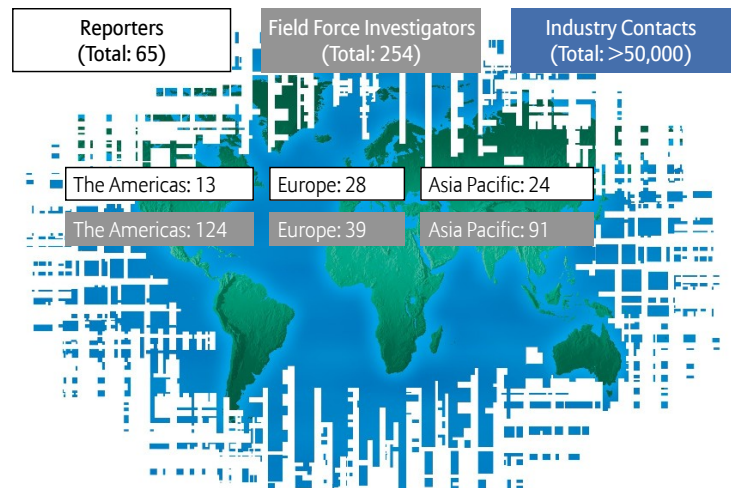 Reporters
(Total: 65)
Field Force Investigators
(Total: 254)
Industry Contacts
(Total: >50,000)
The Americas: 13
Europe: 28
Asia Pacific: 24
The Americas: 124
Europe: 39
Asia Pacific: 91